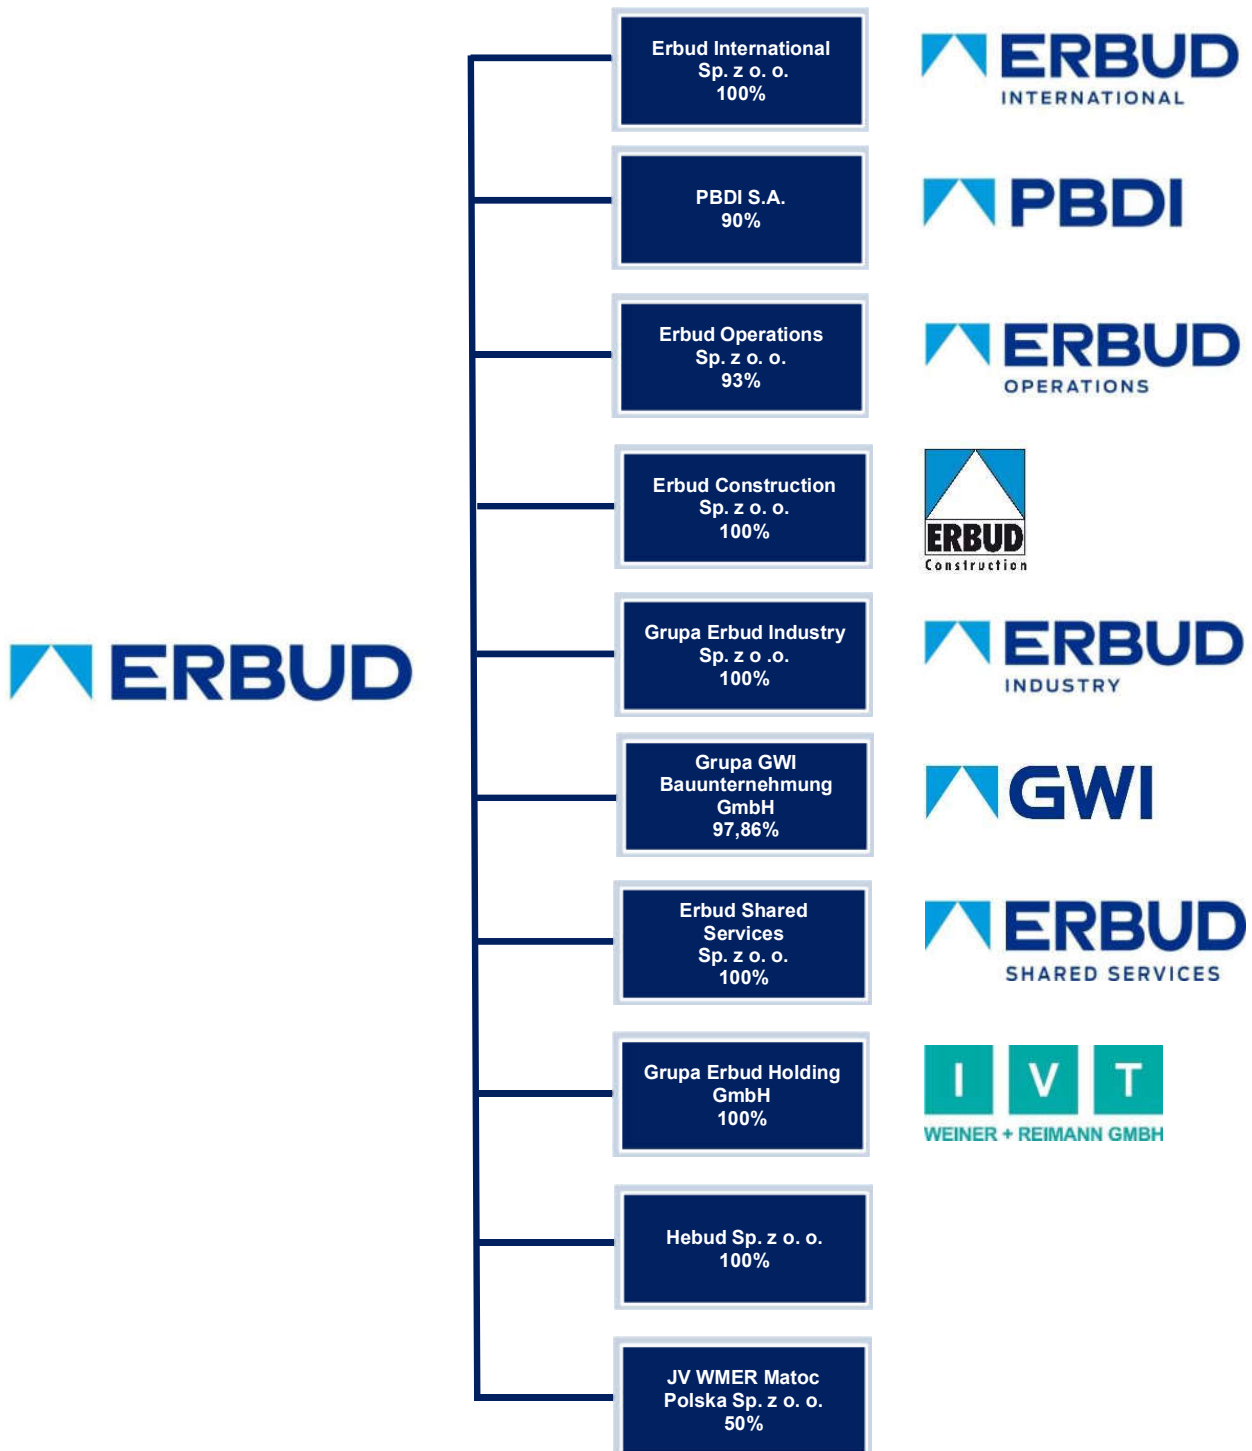 Erbud International
Sp. z o. o.
100%
ERBUD
INTERNATIONAL
PBDI S.A.
90%
PBDI
Erbud Operations
Sp. z o. o.
93%
ERBUD
OPERATIONS
Erbud Construction
Sp. z o. o.
100%
ERBUD
Construction
ERBUD
Grupa Erbud Industry
Sp. z o .o.
100%
ERBUD
INDUSTRY
Grupa GWI
Bauunternehmung
GmbH
97,86%
GWI
Erbud Shared
Services
Sp. z o. o.
100%
ERBUD
SHARED SERVICES
Grupa Erbud Holding
GmbH
100%
I V T
WEINER + REIMANN GMBH
Hebud Sp. z o. o.
100%
JV WMER Matoc
Polska Sp. z o. o.
50%